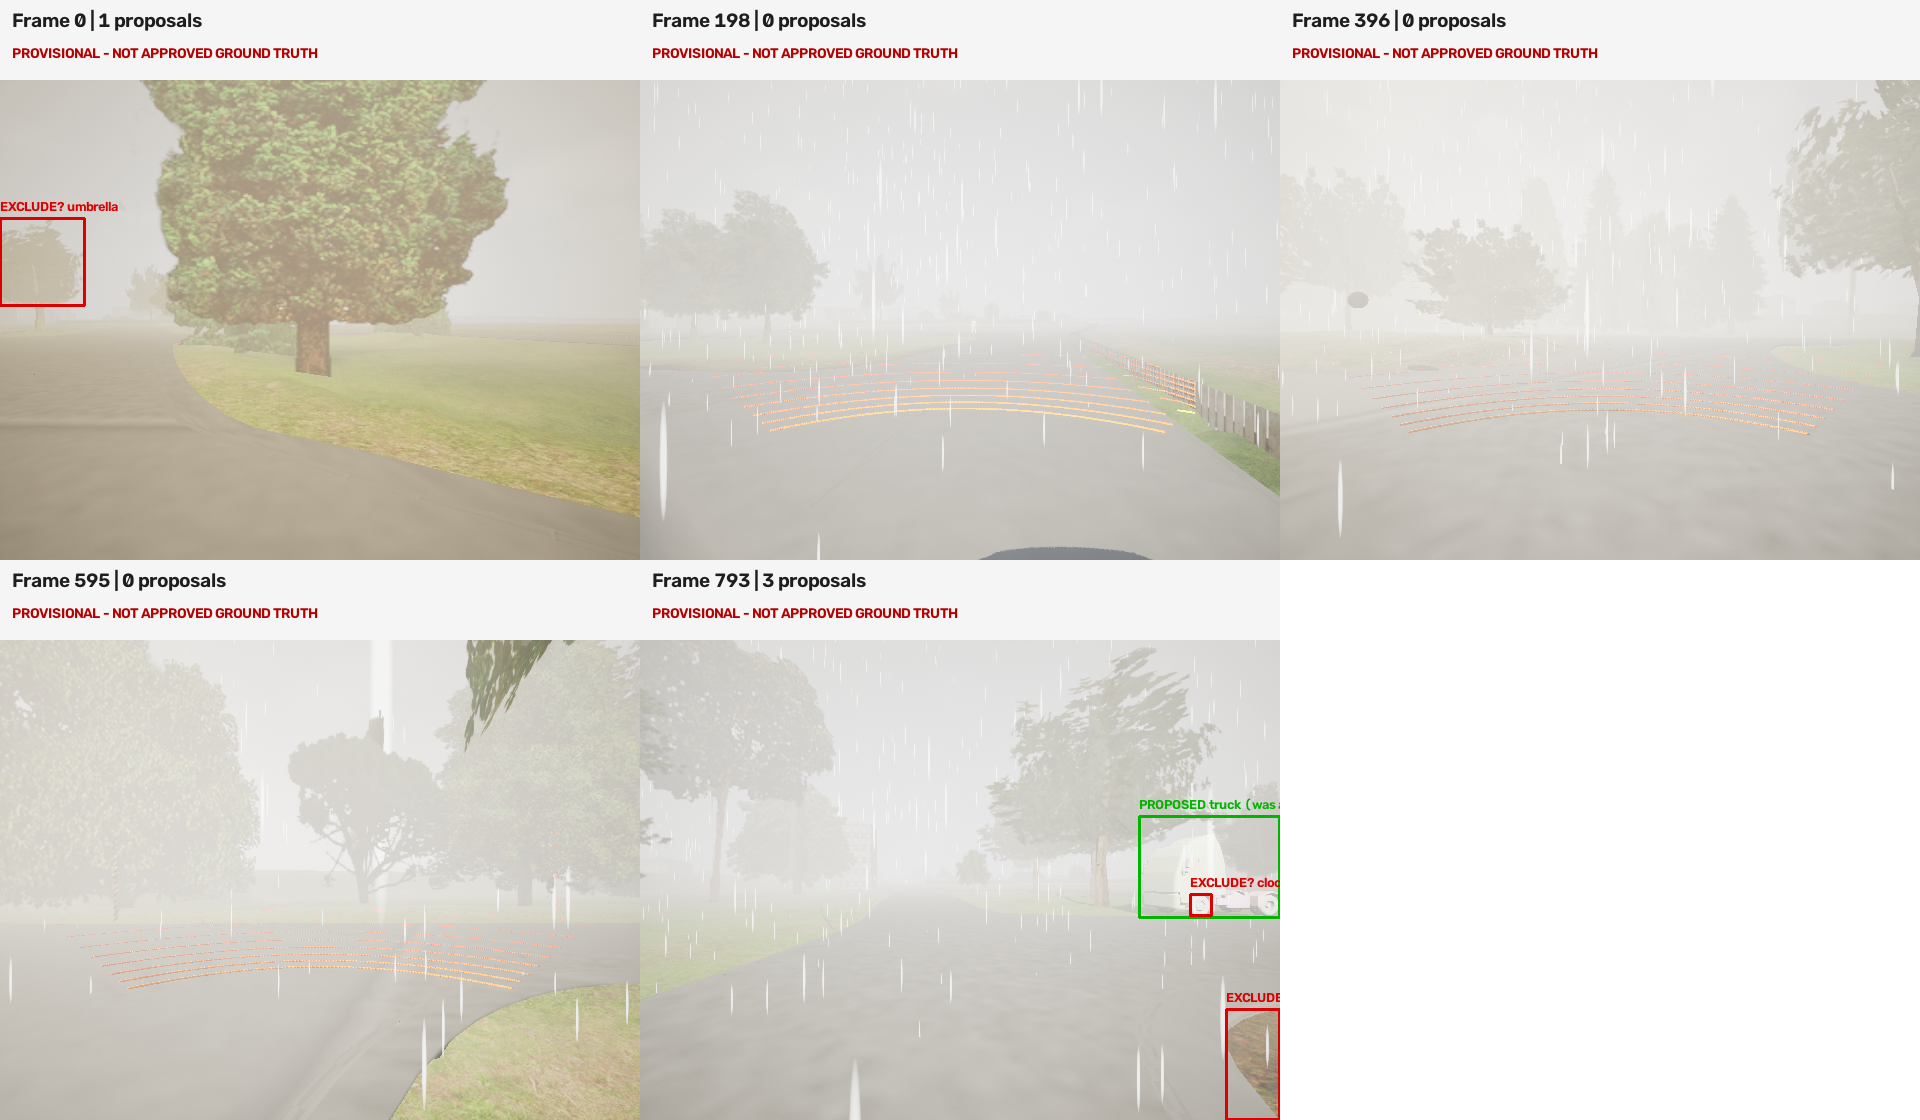 Frame 0 | 1 proposals
PROVISIONAL - NOT APPROVED GROUND TRUTH
EXCLUDE? umbrella
Frame 198 | 0 proposals
PROVISIONAL - NOT APPROVED GROUND TRUTH
Frame 396 | 0 proposals
PROVISIONAL - NOT APPROVED GROUND TRUTH
Frame 595 | 0 proposals
PROVISIONAL - NOT APPROVED GROUND TRUTH
Frame 793 | 3 proposals
PROVISIONAL - NOT APPROVED GROUND TRUTH
PROPOSED truck (was
EXCLUDE? cloc
EXCLUDE